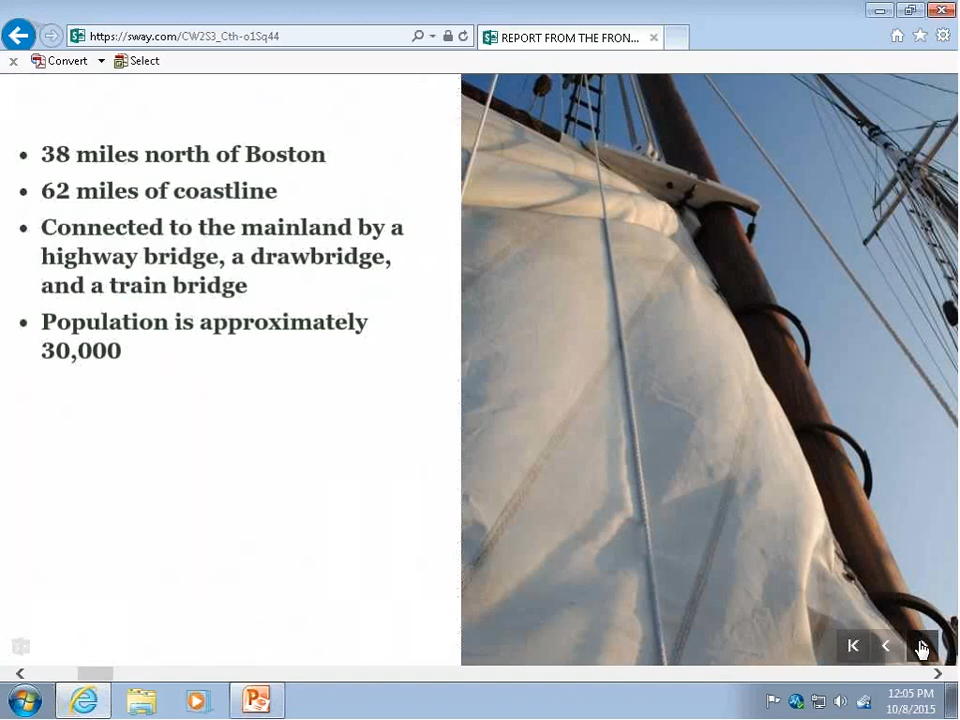 https://sway.com/CW2S3_Cth-o1Sq44
REPORT FROM THE FRON...
x Convert Select
• 38 miles north of Boston
• 62 miles of coastline
• Connected to the mainland by a
highway bridge, a drawbridge,
and a train bridge
• Population is approximately
30,000
12:05 PM
10/8/2015